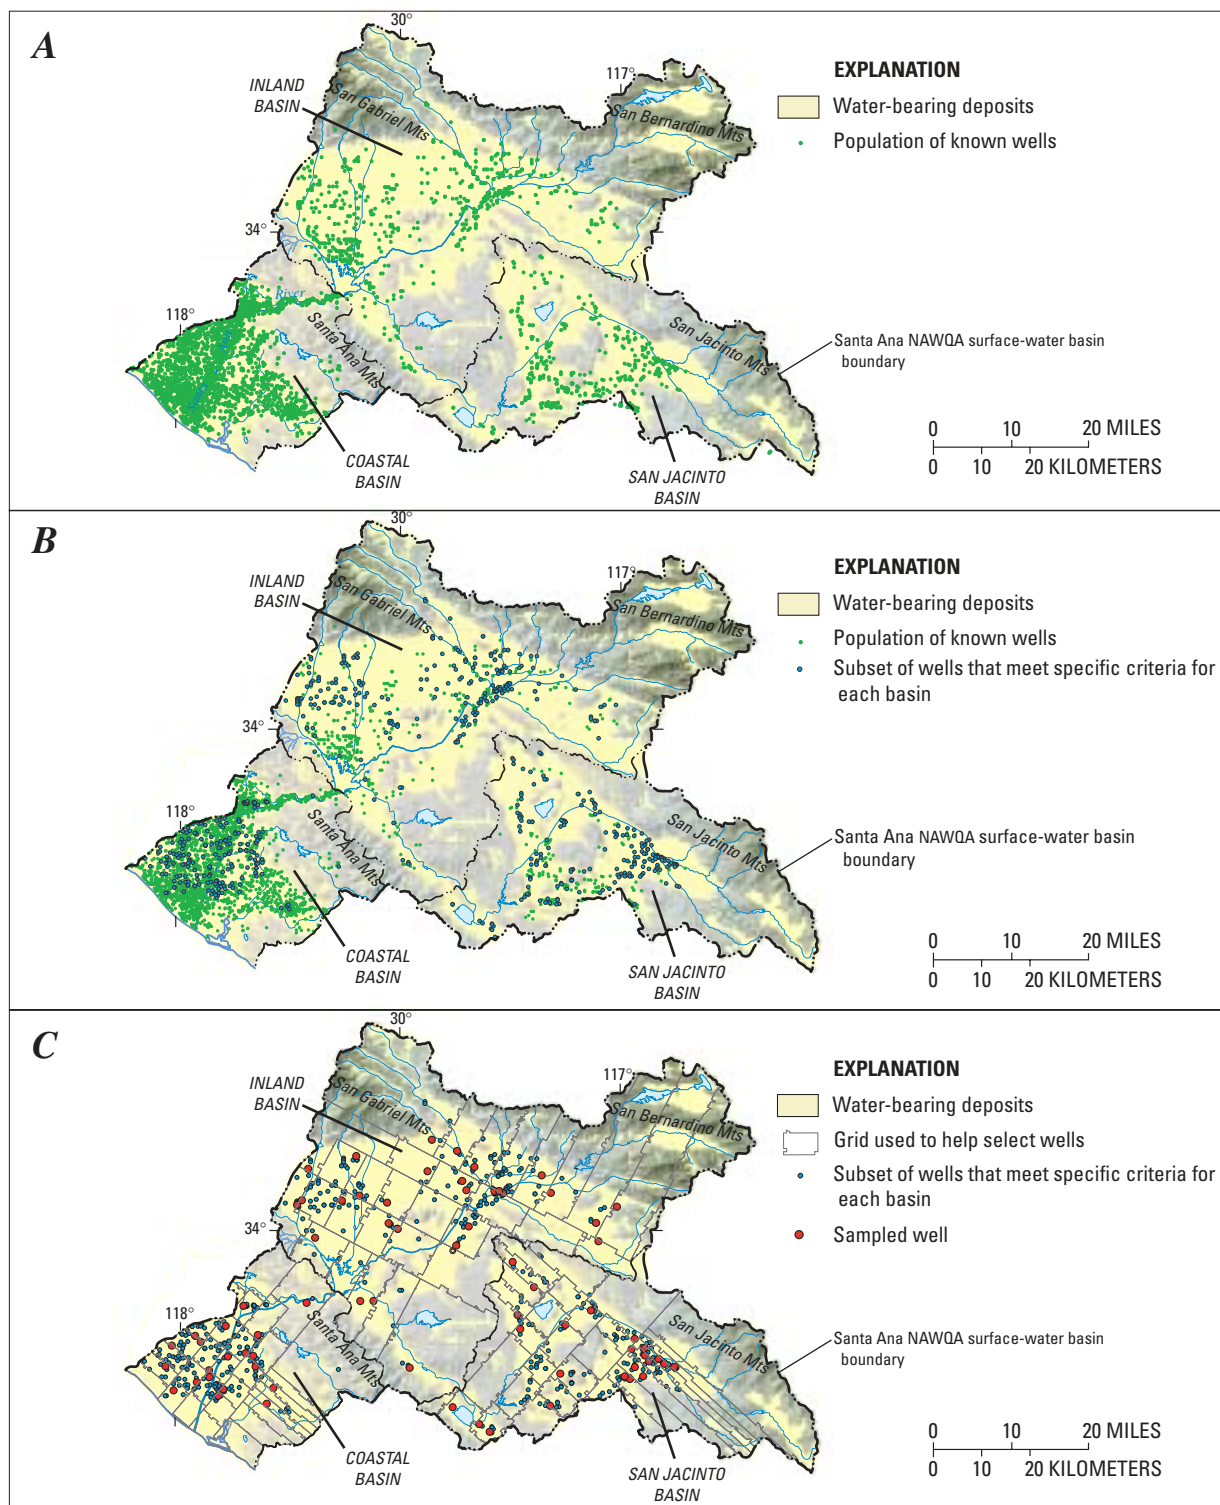 A
30°
117°
INLAND
BASIN
San Gabriel Mts
San Bernardino Mts
34°
118°
River
Santa Ana Mts
San Jacinto Mts
COASTAL
BASIN
SAN JACINTO
BASIN
EXPLANATION
Water-bearing deposits
Population of known wells
Santa Ana NAWQA surface-water basin
boundary
0 10 20 MILES
0 10 20 KILOMETERS
B
30°
117°
INLAND
BASIN
San Gabriel Mts
San Bernardino Mts
34°
118°
Santa Ana Mts
San Jacinto Mts
COASTAL
BASIN
SAN JACINTO
BASIN
EXPLANATION
Water-bearing deposits
Population of known wells
Subset of wells that meet specific criteria for
each basin
Santa Ana NAWQA surface-water basin
boundary
0 10 20 MILES
0 10 20 KILOMETERS
C
30°
117°
INLAND
BASIN
San Gabriel Mts
San Bernardino Mts
34°
118°
Santa Ana Mts
San Jacinto Mts
COASTAL
BASIN
SAN JACINTO
BASIN
EXPLANATION
Water-bearing deposits
Grid used to help select wells
Subset of wells that meet specific criteria for
each basin
Sampled well
Santa Ana NAWQA surface-water basin
boundary
0 10 20 MILES
0 10 20 KILOMETERS